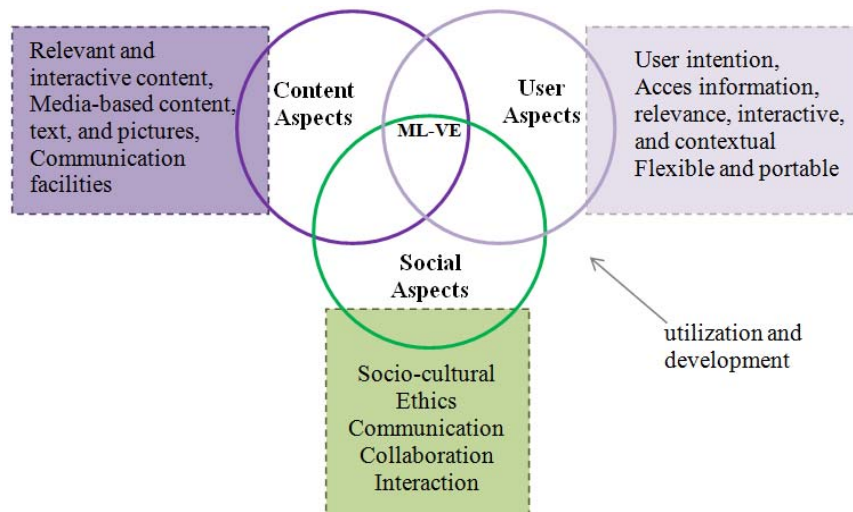 Relevant and
interactive content,
Media-based content,
text, and pictures,
Communication
facilities
Content
Aspects
ML-VE
User
Aspects
User intention,
Acces information,
relevance, interactive,
and contextual
Flexible and portable
Social
Aspects
utilization and
development
Socio-cultural
Ethics
Communication
Collaboration
Interaction